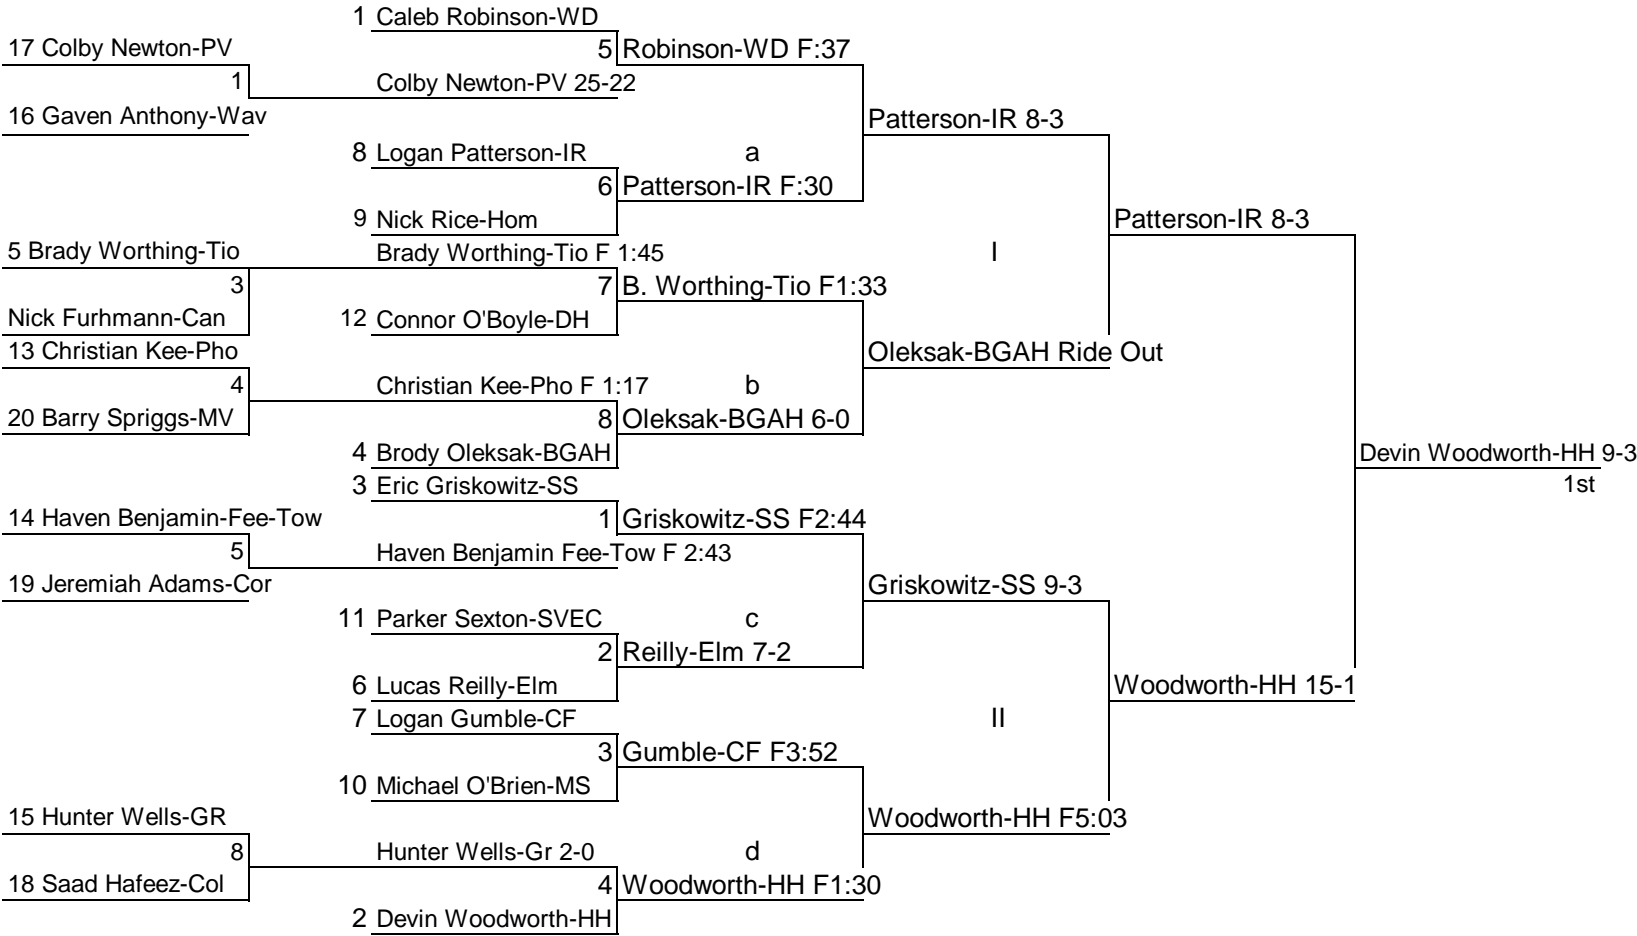 1 Caleb Robinson-WD
17 Colby Newton-PV
5 Robinson-WD F:37
1 Colby Newton-PV 25-22
16 Gaven Anthony-Wav
Patterson-IR 8-3
8 Logan Patterson-IR a
6 Patterson-IR F:30
9 Nick Rice-Hom
Patterson-IR 8-3
5 Brady Worthing-Tio Brady Worthing-Tio F 1:45 I
3 7 B. Worthing-Tio F1:33
Nick Furhmann-Can 12 Connor O'Boyle-DH
13 Christian Kee-Pho Oleksak-BGAH Ride Out
4 Christian Kee-Pho F 1:17 b
20 Barry Spriggs-MV 8 Oleksak-BGAH 6-0
4 Brody Oleksak-BGAH Devin Woodworth-HH 9-3
3 Eric Griskowitz-SS 1st
14 Haven Benjamin-Fee-Tow 1 Griskowitz-SS F2:44
5 Haven Benjamin Fee-Tow F 2:43
19 Jeremiah Adams-Cor Griskowitz-SS 9-3
11 Parker Sexton-SVEC c
2 Reilly-Elm 7-2
6 Lucas Reilly-Elm Woodworth-HH 15-1
7 Logan Gumble-CF II
3 Gumble-CF F3:52
10 Michael O'Brien-MS
15 Hunter Wells-GR Woodworth-HH F5:03
8 Hunter Wells-Gr 2-0 d
18 Saad Hafeez-Col 4 Woodworth-HH F1:30
2 Devin Woodworth-HH